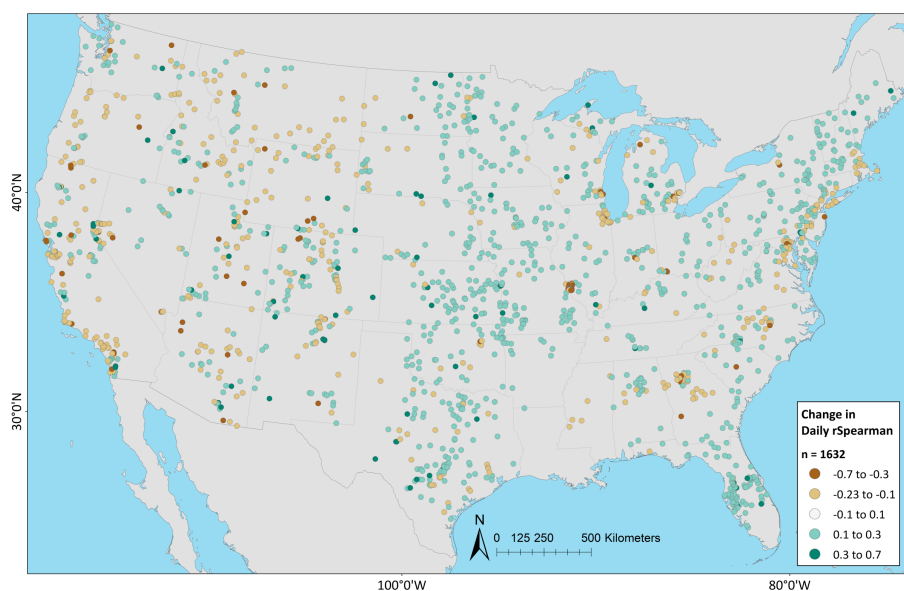 40°0'N
30°0'N
100°0'W
80°0'W
N
0 125 250 500 Kilometers
Change in
Daily rSpearman
n = 1632
-0.7 to -0.3
-0.23 to -0.1
-0.1 to 0.1
0.1 to 0.3
0.3 to 0.7